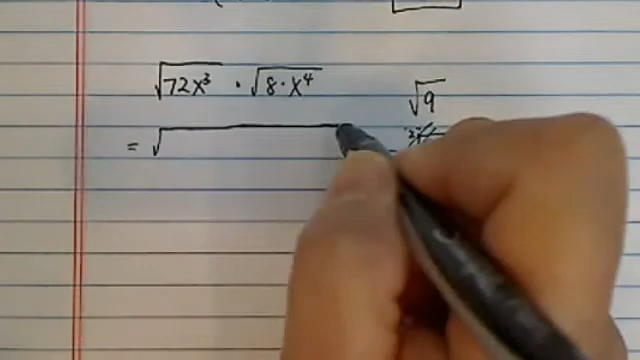 √72x³ · √8·x⁴
√9
= √